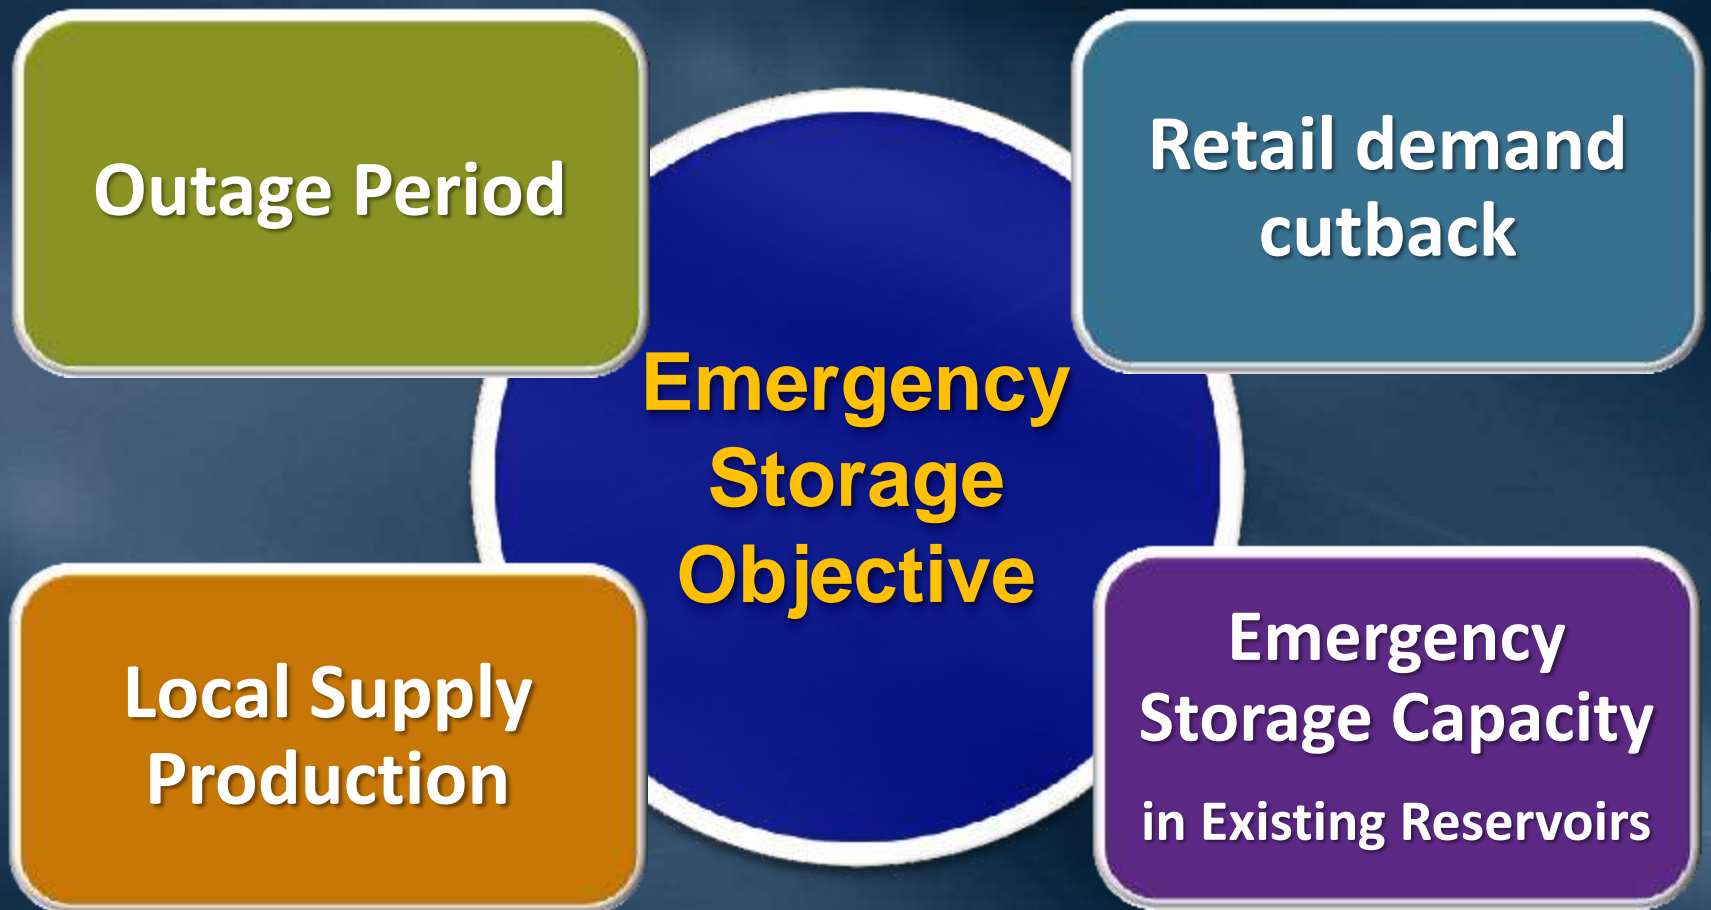 Outage Period
Retail demand
cutback
Emergency
Storage
Objective
Local Supply
Production
Emergency
Storage Capacity
in Existing Reservoirs